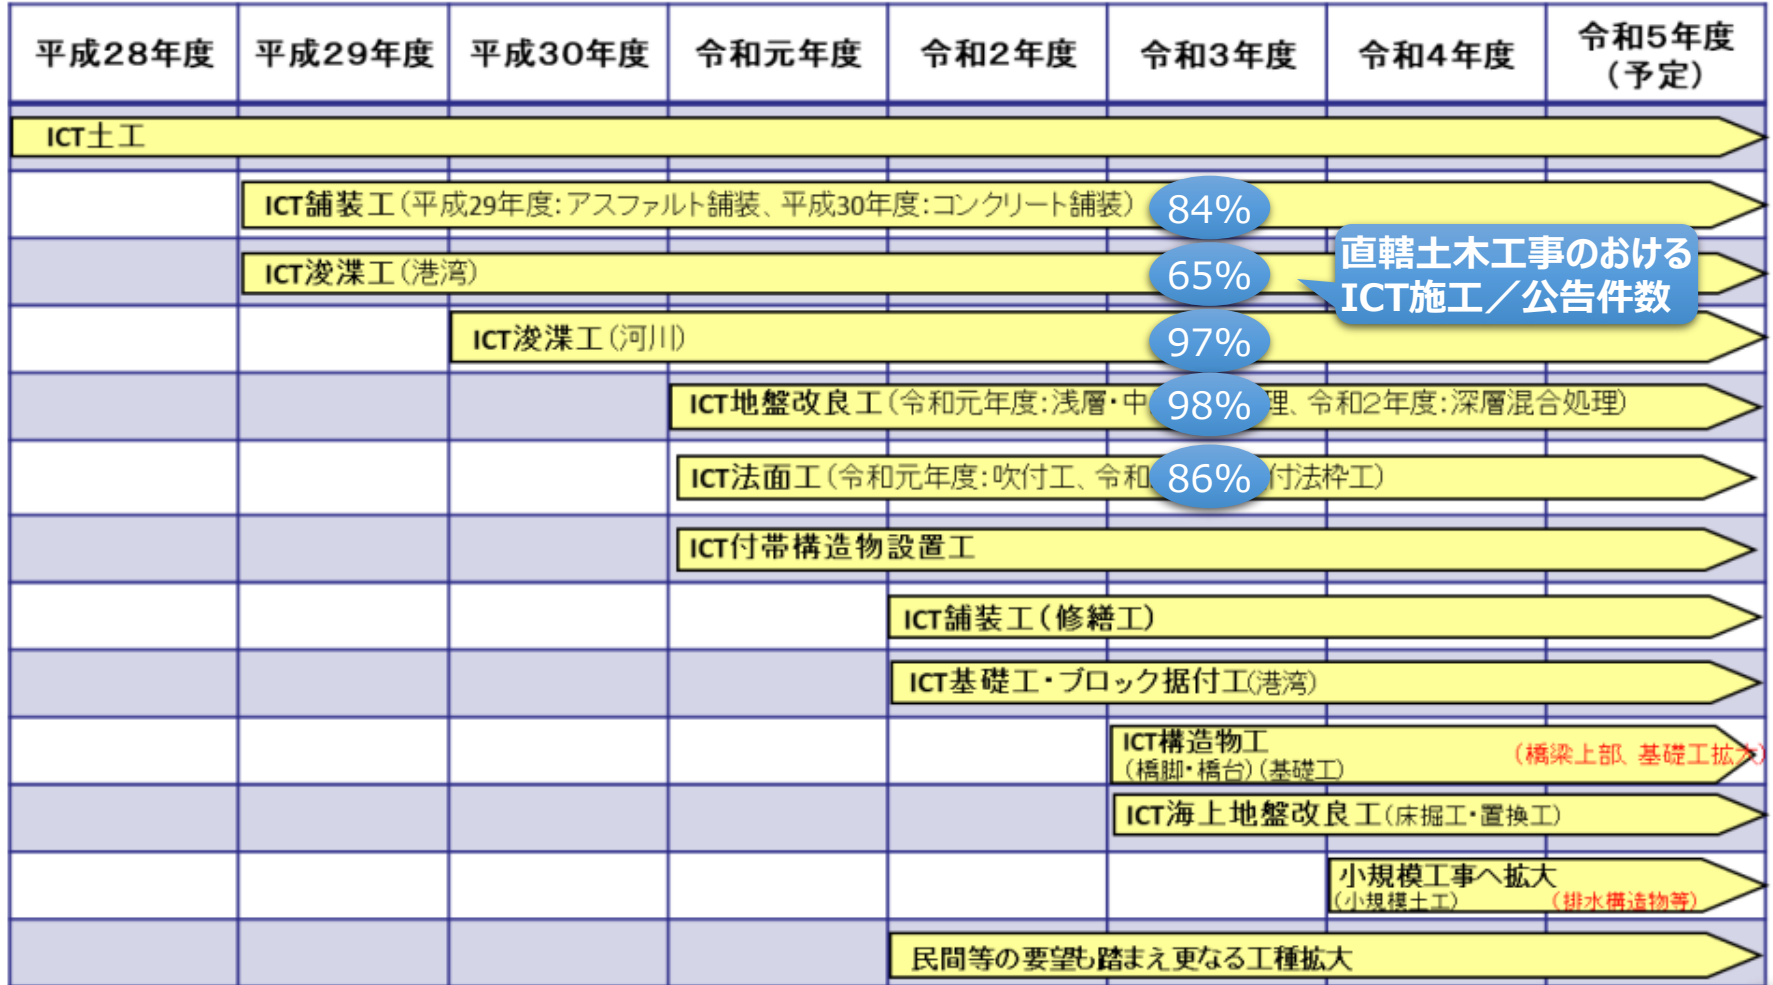 平成28年度
平成29年度
平成30年度
令和元年度
令和2年度
令和3年度
令和4年度
令和5年度
(予定)
ICT土工
ICT舗装工(平成29年度:アスファルト舗装、平成30年度:コンクリート舗装)
84%
ICT浚渫工(港湾)
65%
直轄土木工事のおける
ICT施工/公告件数
ICT浚渫工(河川)
97%
ICT地盤改良工(令和元年度:浅層・中
98%
理、令和2年度:深層混合処理)
ICT法面工(令和元年度:吹付工、令和
86%
付法枠工)
ICT付帯構造物設置工
ICT舗装工(修繕工)
ICT基礎工・ブロック据付工(港湾)
ICT構造物工
(橋脚・橋台)(基礎工)
(橋梁上部、基礎工拡大)
ICT海上地盤改良工(床掘工・置換工)
小規模工事へ拡大
(小規模土工)
(排水構造物等)
民間等の要望も踏まえ更なる工種拡大